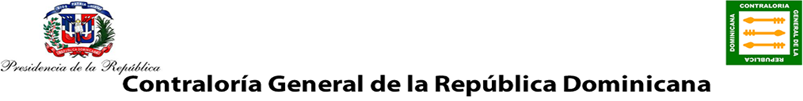 Presidencia de la República
Contraloría General de la República Dominicana
CONTRALORIA
GENERAL DE LA
REPUBLICA
DOMINICANA